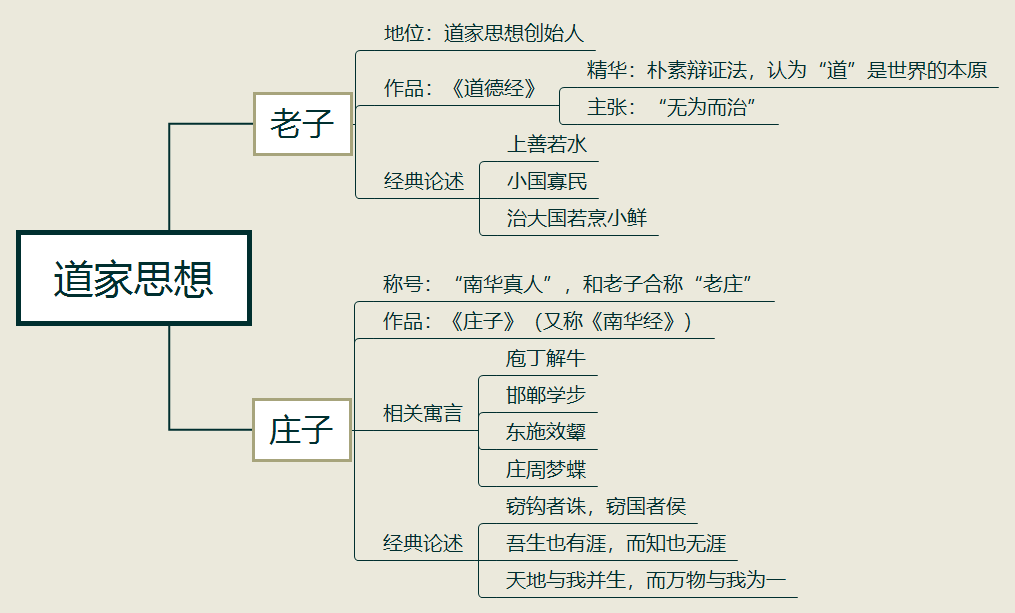 道家思想
老子
地位：道家思想创始人
作品：《道德经》
精华：朴素辩证法，认为“道”是世界的本原
主张：“无为而治”
经典论述
上善若水
小国寡民
治大国若烹小鲜
庄子
称号：“南华真人”，和老子合称“老庄”
作品：《庄子》（又称《南华经》）
相关寓言
庖丁解牛
邯郸学步
东施效颦
庄周梦蝶
经典论述
窃钩者诛，窃国者侯
吾生也有涯，而知也无涯
天地与我并生，而万物与我为一